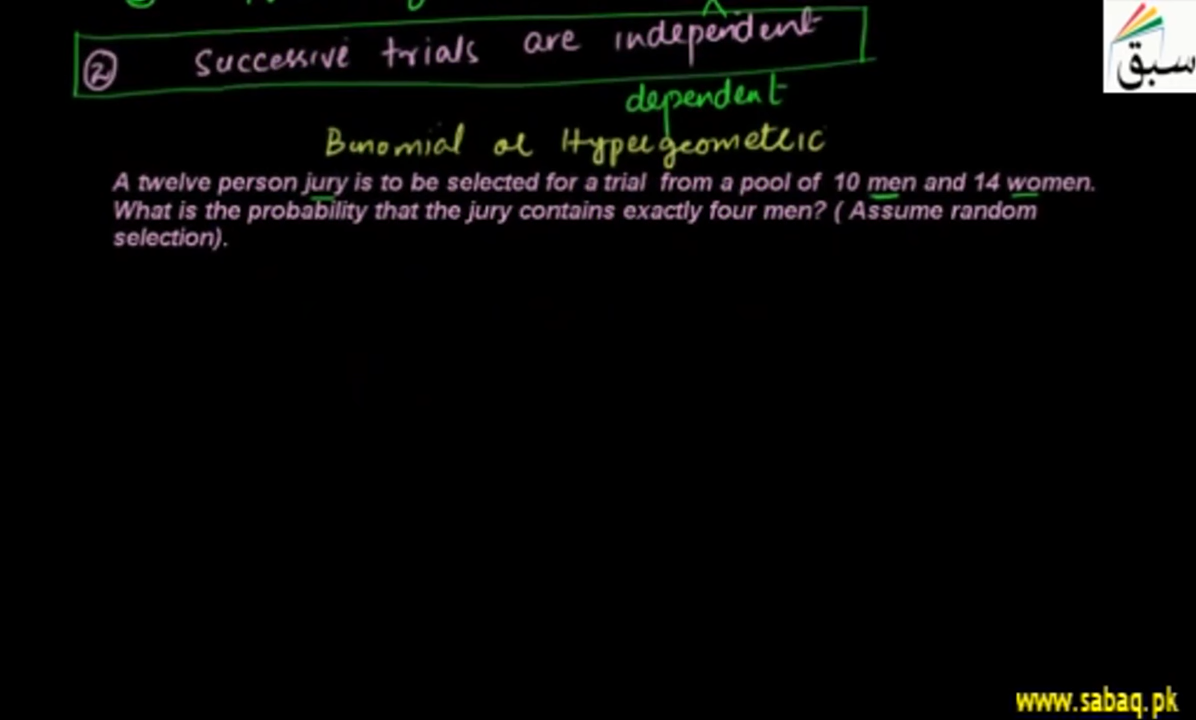 ② Successive trials are independent
سبق
dependent
Binomial or Hypergeometric
A twelve person jury is to be selected for a trial from a pool of 10 men and 14 women.
What is the probability that the jury contains exactly four men? ( Assume random
selection).
www.sabaq.pk